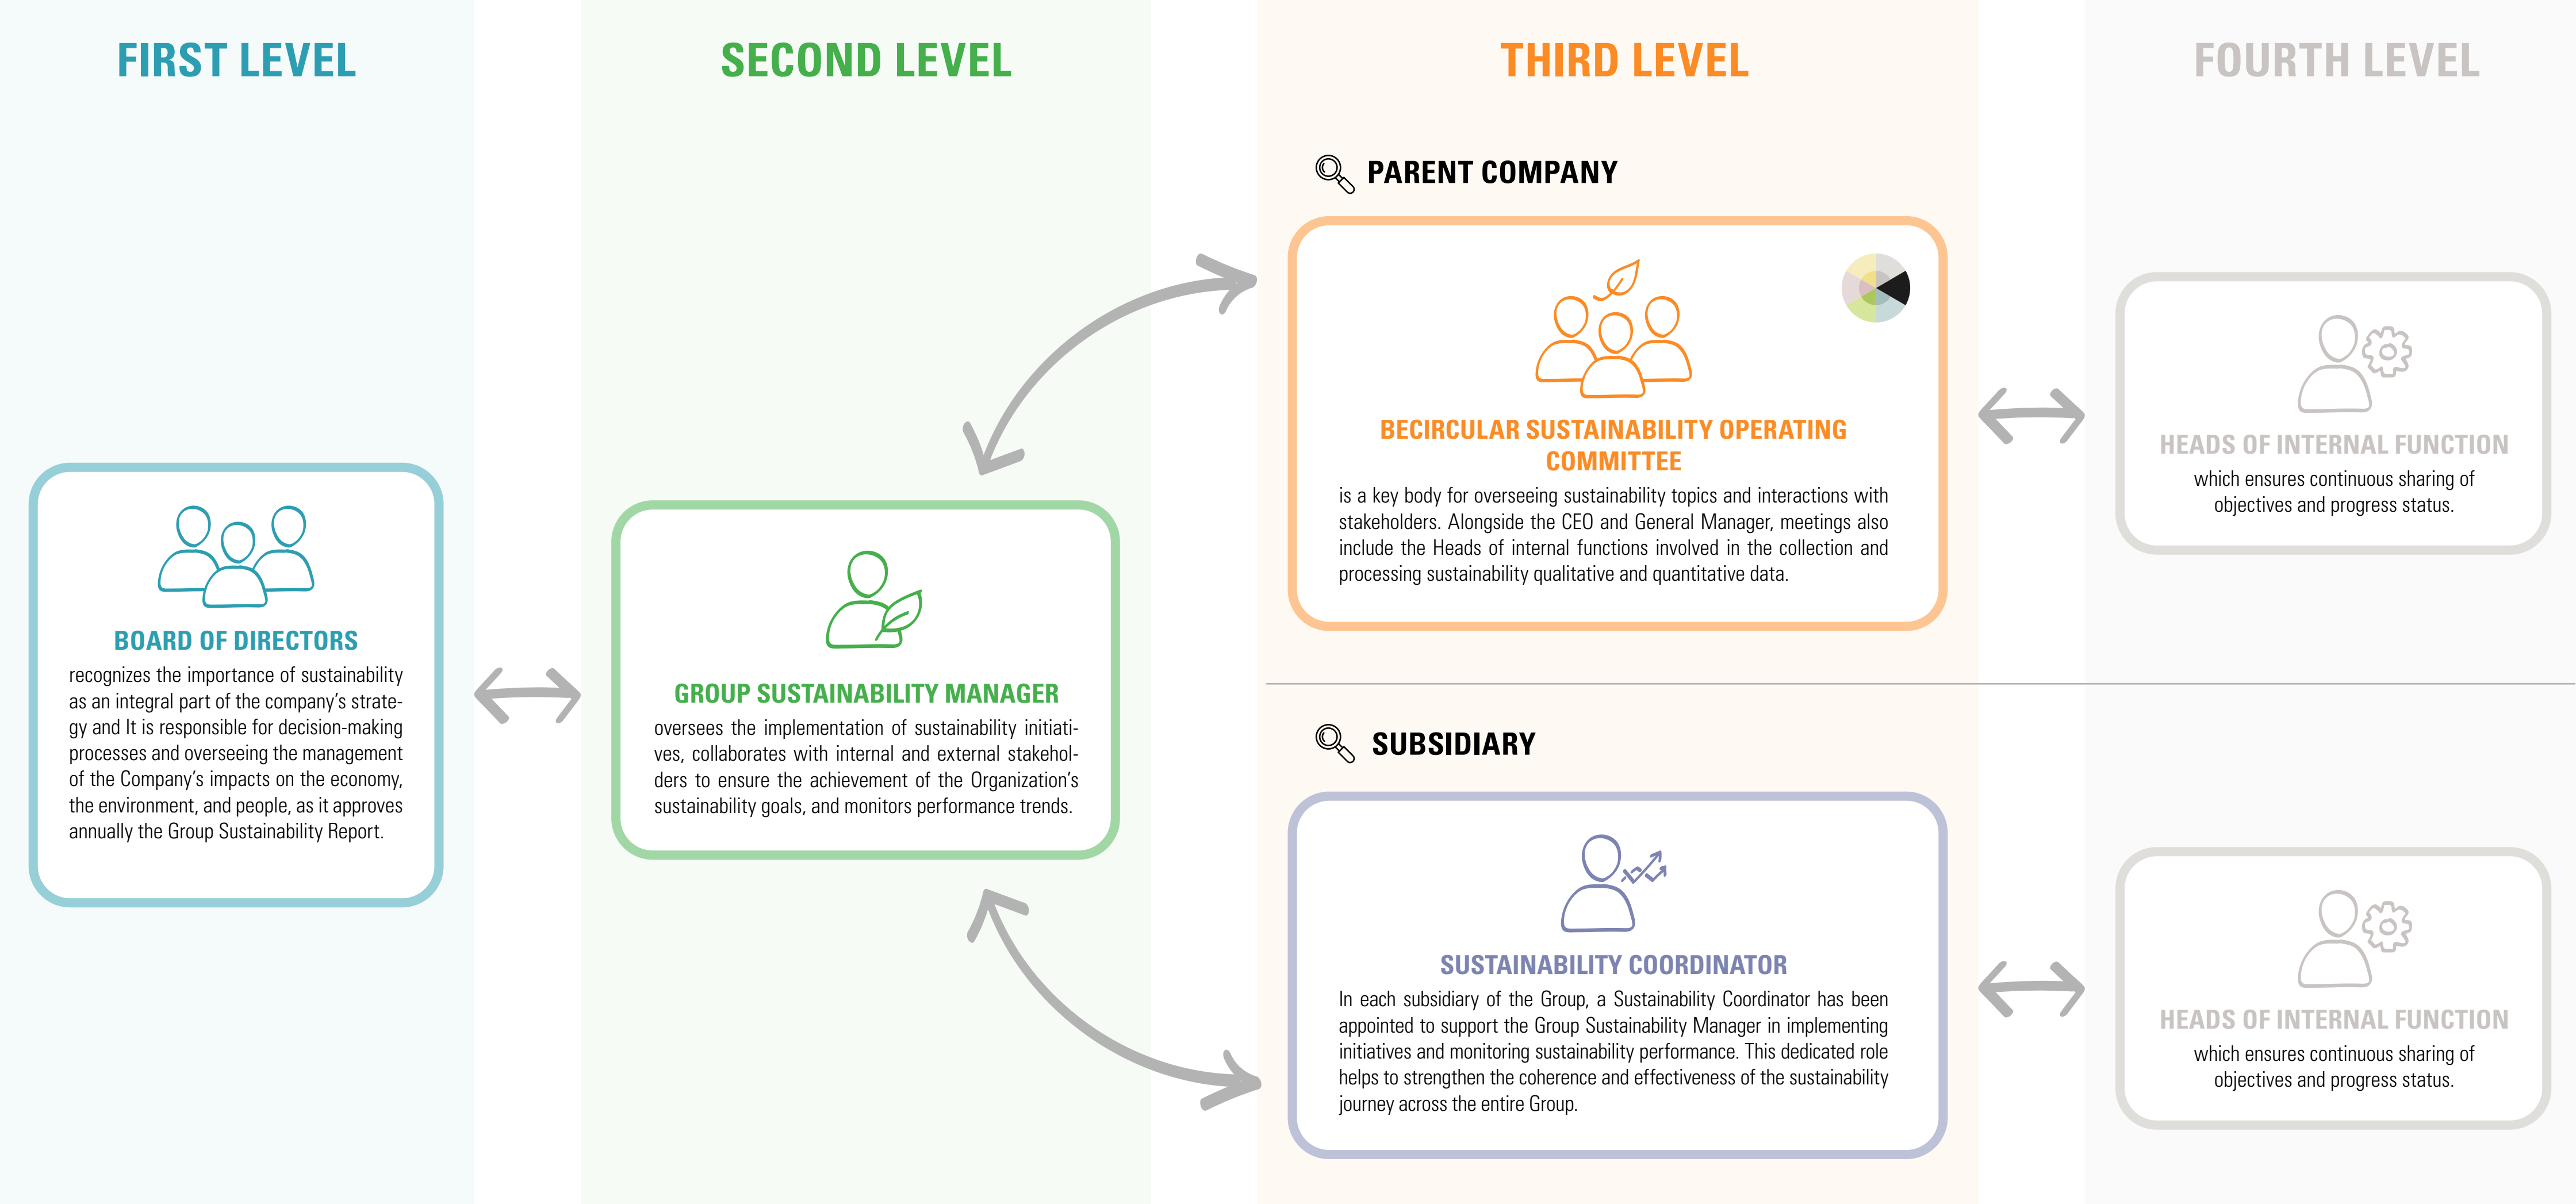 FIRST LEVEL
BOARD OF DIRECTORS
recognizes the importance of sustainability
as an integral part of the company's strate-
gy and It is responsible for decision-making
processes and overseeing the management
of the Company's impacts on the economy,
the environment, and people, as it approves
annually the Group Sustainability Report.
SECOND LEVEL
GROUP SUSTAINABILITY MANAGER
oversees the implementation of sustainability initiati-
ves, collaborates with internal and external stakehol-
ders to ensure the achievement of the Organization's
sustainability goals, and monitors performance trends.
THIRD LEVEL
PARENT COMPANY
BECIRCULAR SUSTAINABILITY OPERATING
COMMITTEE
is a key body for overseeing sustainability topics and interactions with
stakeholders. Alongside the CEO and General Manager, meetings also
include the Heads of internal functions involved in the collection and
processing sustainability qualitative and quantitative data.
SUBSIDIARY
SUSTAINABILITY COORDINATOR
In each subsidiary of the Group, a Sustainability Coordinator has been
appointed to support the Group Sustainability Manager in implementing
initiatives and monitoring sustainability performance. This dedicated role
helps to strengthen the coherence and effectiveness of the sustainability
journey across the entire Group.
FOURTH LEVEL
HEADS OF INTERNAL FUNCTION
which ensures continuous sharing of
objectives and progress status.
HEADS OF INTERNAL FUNCTION
which ensures continuous sharing of
objectives and progress status.